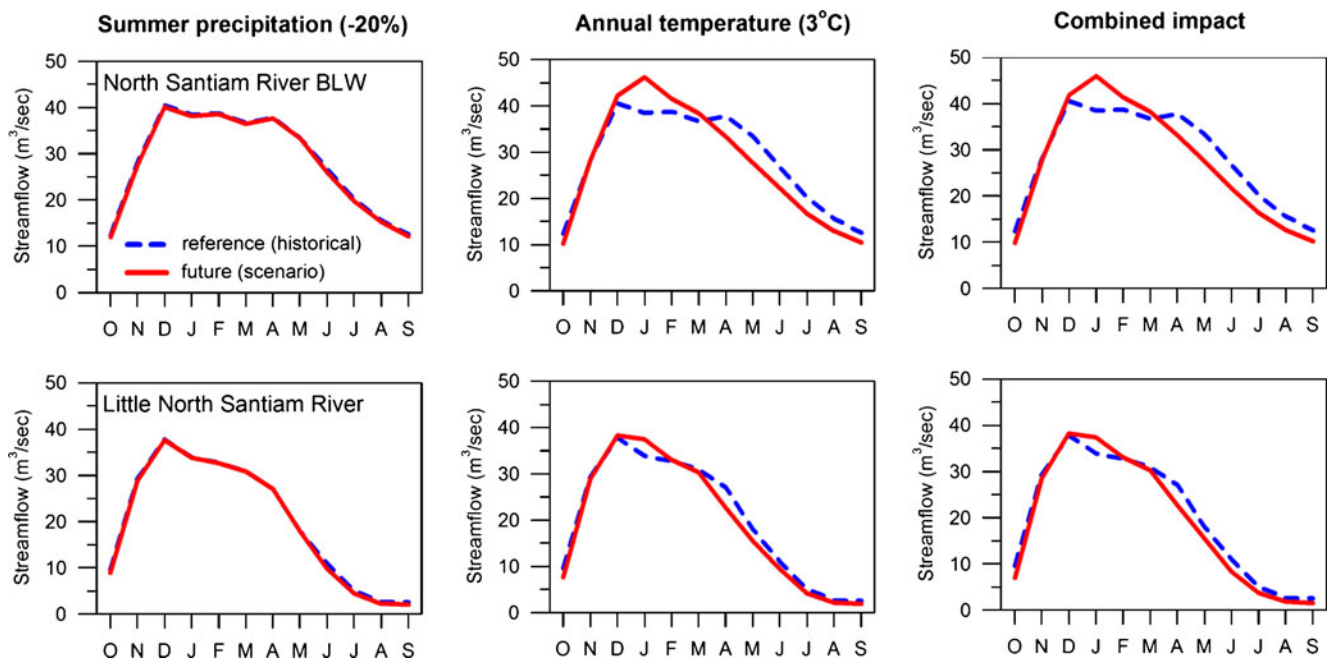 Summer precipitation (-20%)
Annual temperature (3°C)
Combined impact
Streamflow (m³/sec)
50
40
30
20
10
0
North Santiam River BLW
reference (historical)
future (scenario)
O N D J F M A M J J A S
Streamflow (m³/sec)
50
40
30
20
10
0
O N D J F M A M J J A S
Streamflow (m³/sec)
50
40
30
20
10
0
O N D J F M A M J J A S
Streamflow (m³/sec)
50
40
30
20
10
0
Little North Santiam River
O N D J F M A M J J A S
Streamflow (m³/sec)
50
40
30
20
10
0
O N D J F M A M J J A S
Streamflow (m³/sec)
50
40
30
20
10
0
O N D J F M A M J J A S